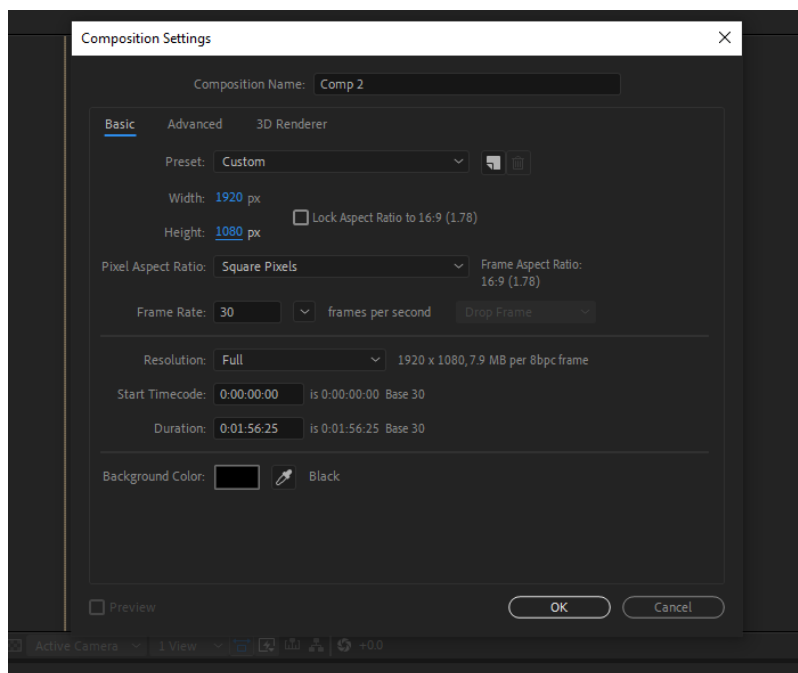 Composition Settings
Composition Name: Comp 2
Basic Advanced 3D Renderer
Preset: Custom
Width: 1920 px
Lock Aspect Ratio to 16:9 (1.78)
Height: 1080 px
Pixel Aspect Ratio: Square Pixels
Frame Aspect Ratio:
16:9 (1.78)
Frame Rate: 30 frames per second Drop Frame
Resolution: Full 1920 x 1080, 7.9 MB per 8bpc frame
Start Timecode: 0:00:00:00 is 0:00:00:00 Base 30
Duration: 0:01:56:25 is 0:01:56:25 Base 30
Background Color: Black
Preview OK Cancel
Active Camera 1 View +0.0